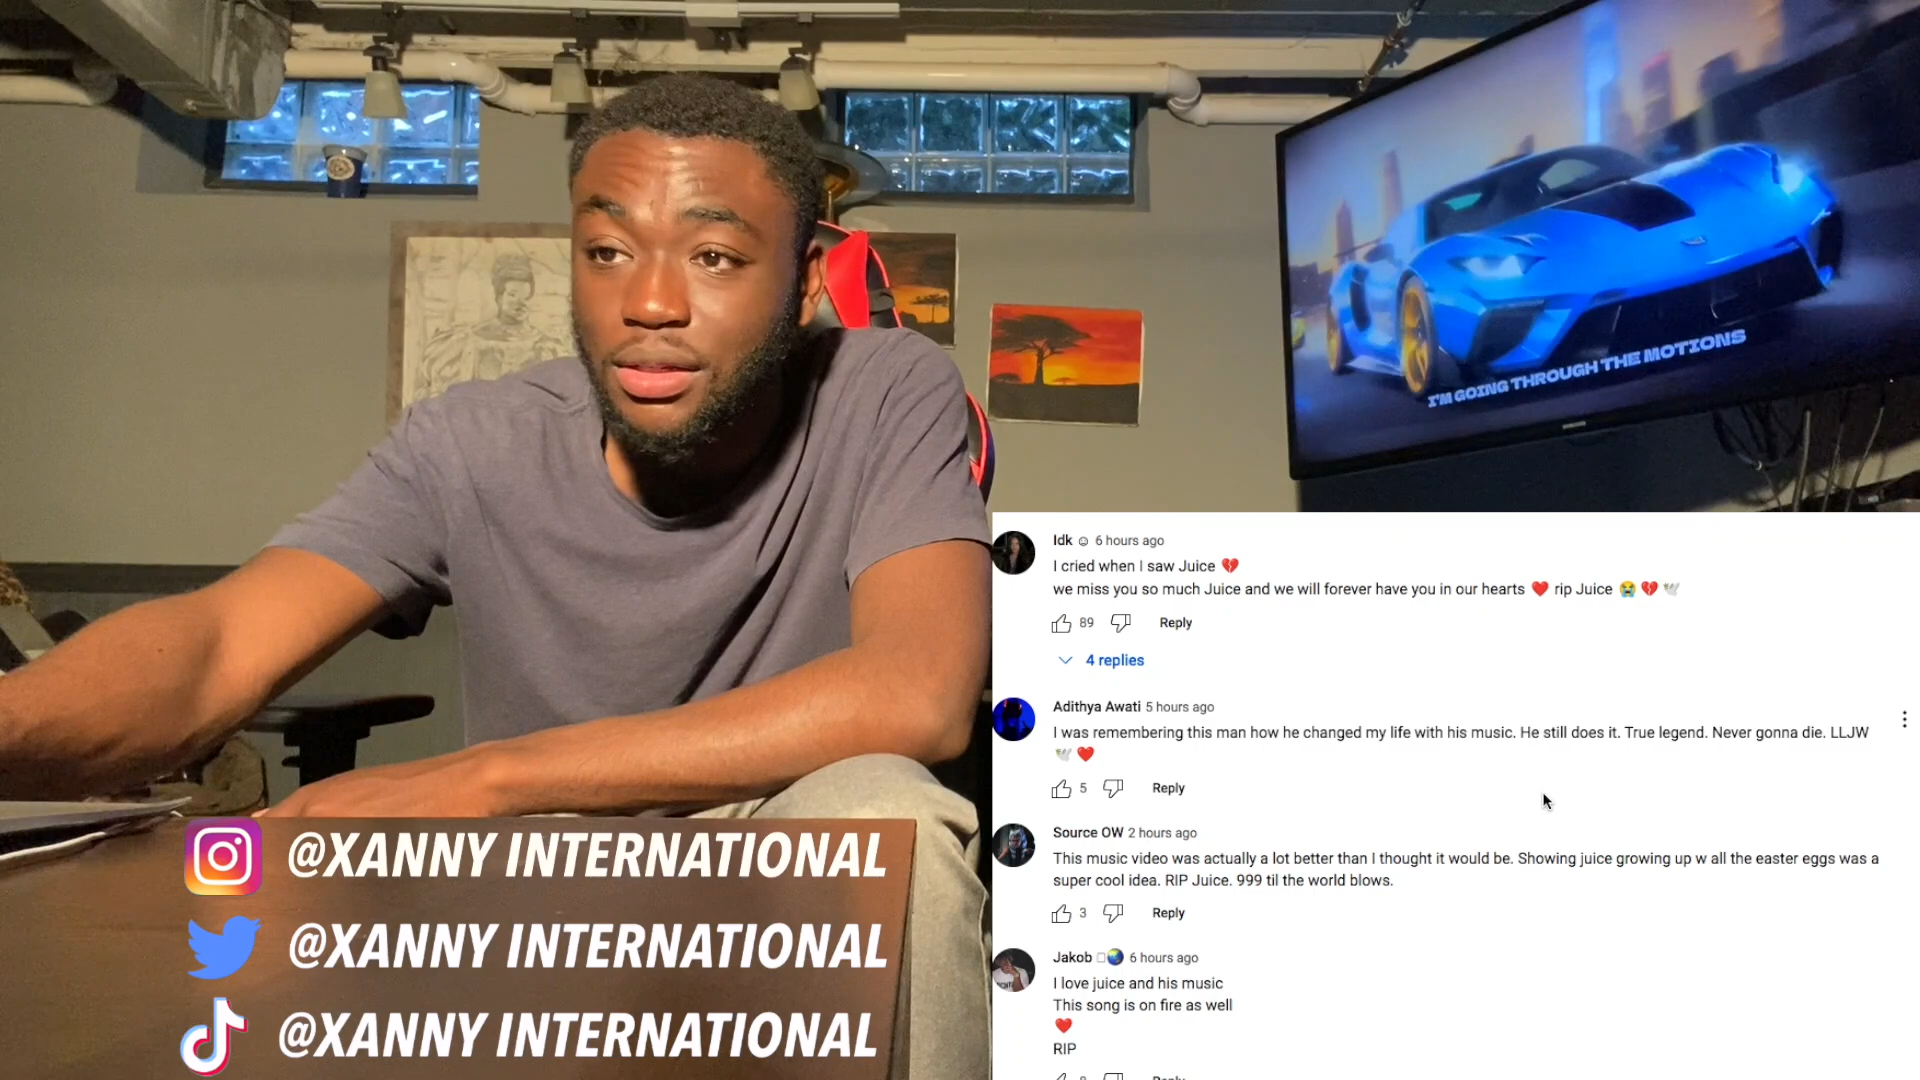 I'M GOING THROUGH THE MOTIONS
SAMSUNG
Idk ☺ 6 hours ago
I cried when I saw Juice 💔
we miss you so much Juice and we will forever have you in our hearts ❤️ rip Juice 😭 💔 🕊️
89 Reply
4 replies
Adithya Awati 5 hours ago
I was remembering this man how he changed my life with his music. He still does it. True legend. Never gonna die. LLJW
🕊️ ❤️
5 Reply
Source OW 2 hours ago
This music video was actually a lot better than I thought it would be. Showing juice growing up w all the easter eggs was a
super cool idea. RIP Juice. 999 til the world blows.
3 Reply
Jakob □🌏 6 hours ago
I love juice and his music
This song is on fire as well
❤️
RIP
8 Reply
@XANNY INTERNATIONAL
@XANNY INTERNATIONAL
@XANNY INTERNATIONAL